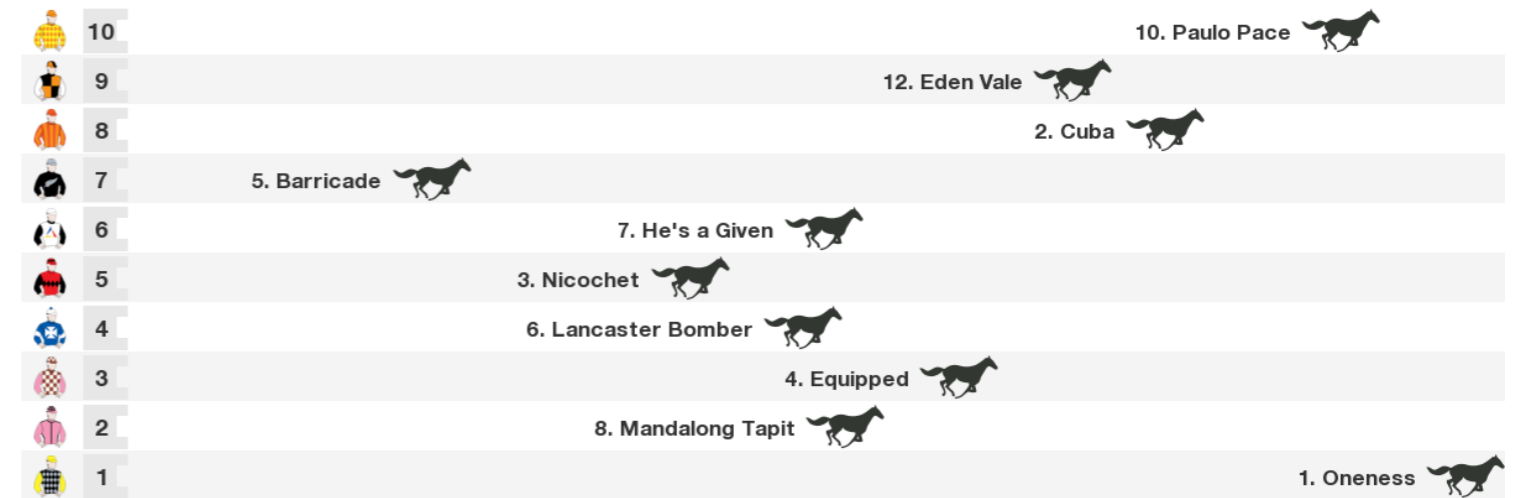 10 10. Paulo Pace
9 12. Eden Vale
8 2. Cuba
7 5. Barricade
6 7. He's a Given
5 3. Nicochet
4 6. Lancaster Bomber
3 4. Equipped
2 8. Mandalong Tapit
1 1. Oneness